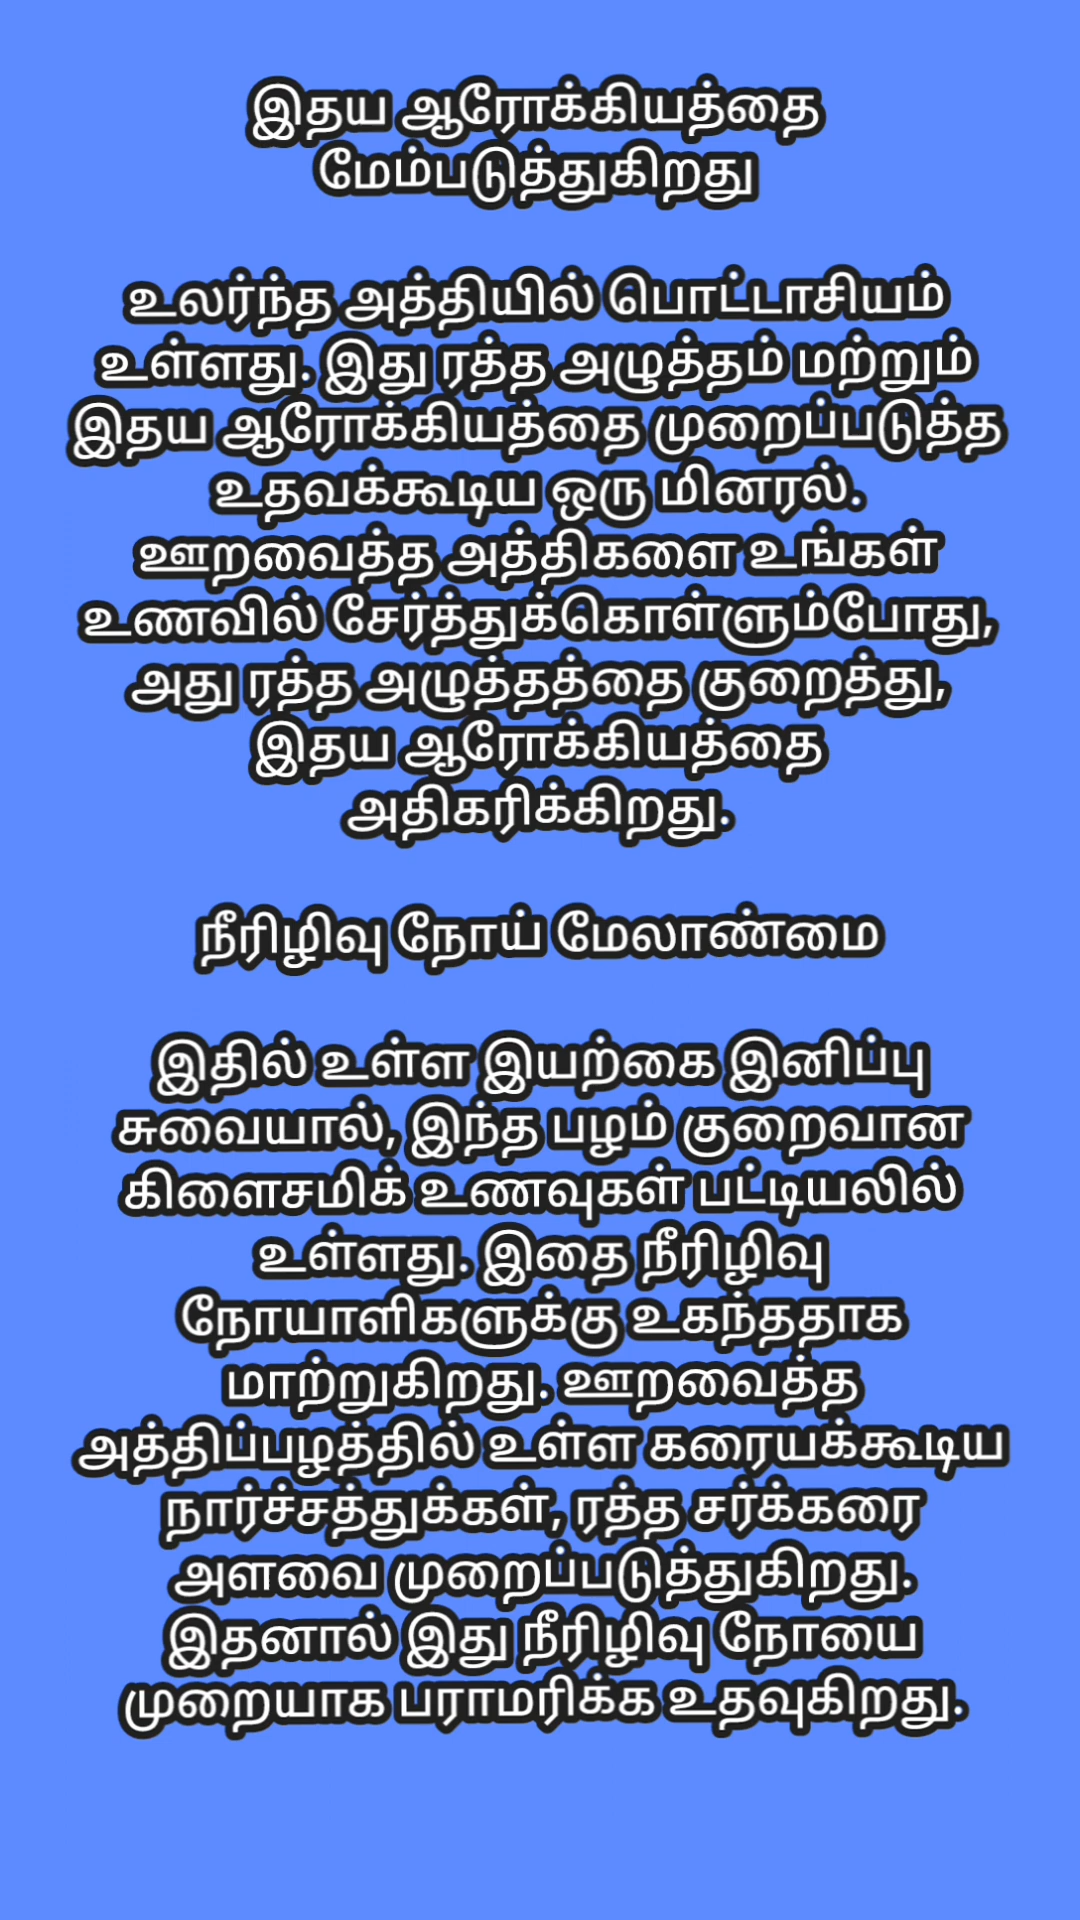 இதய ஆரோக்கியத்தை
மேம்படுத்துகிறது
உலர்ந்த அத்தியில் பொட்டாசியம்
உள்ளது. இது ரத்த அழுத்தம் மற்றும்
இதய ஆரோக்கியத்தை முறைப்படுத்த
உதவக்கூடிய ஒரு மினரல்.
ஊறவைத்த அத்திகளை உங்கள்
உணவில் சேர்த்துக்கொள்ளும்போது,
அது ரத்த அழுத்தத்தை குறைத்து,
இதய ஆரோக்கியத்தை
அதிகரிக்கிறது.
நீரிழிவு நோய் மேலாண்மை
இதில் உள்ள இயற்கை இனிப்பு
சுவையால், இந்த பழம் குறைவான
கிளைசமிக் உணவுகள் பட்டியலில்
உள்ளது. இதை நீரிழிவு
நோயாளிகளுக்கு உகந்ததாக
மாற்றுகிறது. ஊறவைத்த
அத்திப்பழத்தில் உள்ள கரையக்கூடிய
நார்ச்சத்துக்கள், ரத்த சர்க்கரை
அளவை முறைப்படுத்துகிறது.
இதனால் இது நீரிழிவு நோயை
முறையாக பராமரிக்க உதவுகிறது.